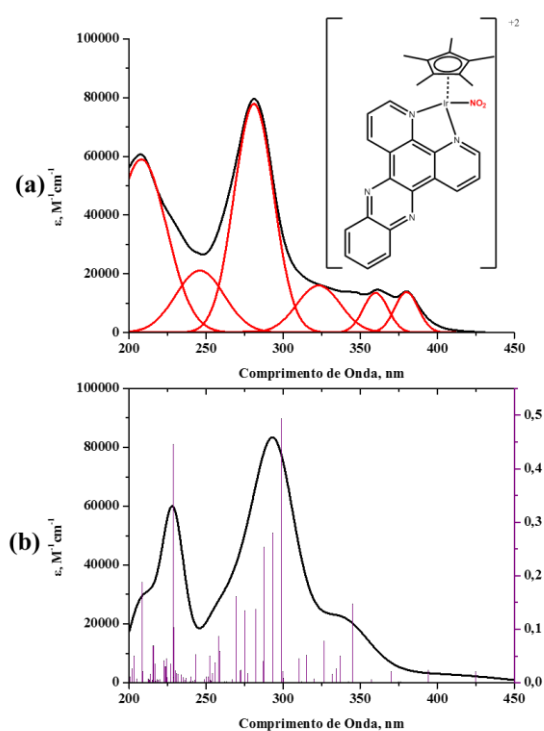 (a)
ε, M-1cm-1
100000
80000
60000
40000
20000
0
200
250
300
350
400
450
Comprimento de Onda, nm
+2
Ir
NO2
N
N
N
N
(b)
ε, M-1cm-1
100000
80000
60000
40000
20000
0
0,5
0,4
0,3
0,2
0,1
0,0
200
250
300
350
400
450
Comprimento de Onda, nm